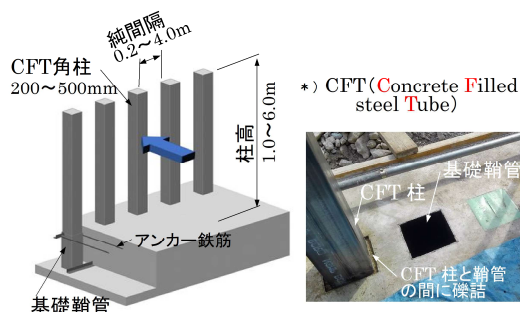 純間隔
0.2～4.0m
CFT角柱
200～500mm
柱高
1.0～6.0m
アンカー鉄筋
基礎鞘管
*）CFT（Concrete Filled
steel Tube）
基礎鞘管
CFT 柱
CFT 柱と鞘管
の間に礫詰